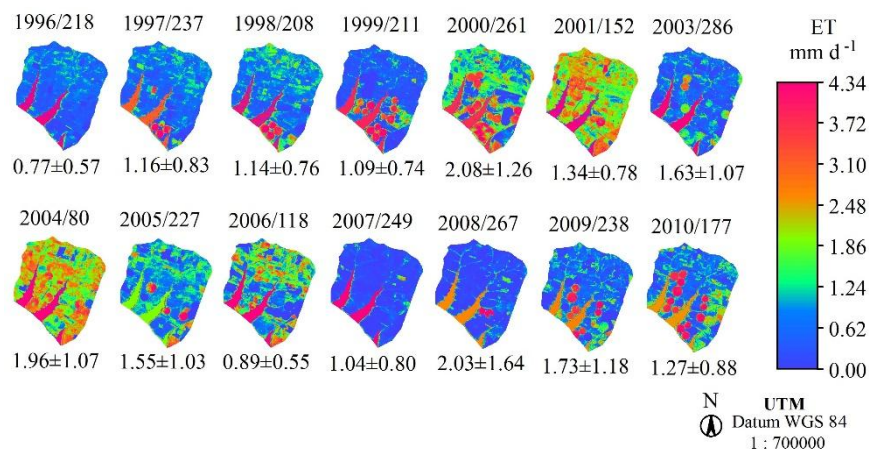 1996/218 1997/237 1998/208 1999/211 2000/261 2001/152 2003/286
0.77±0.57 1.16±0.83 1.14±0.76 1.09±0.74 2.08±1.26 1.34±0.78 1.63±1.07
2004/80 2005/227 2006/118 2007/249 2008/267 2009/238 2010/177
1.96±1.07 1.55±1.03 0.89±0.55 1.04±0.80 2.03±1.64 1.73±1.18 1.27±0.88
ET
mm d⁻¹
4.34
3.72
3.10
2.48
1.86
1.24
0.62
0.00
N
UTM
Datum WGS 84
1 : 700000